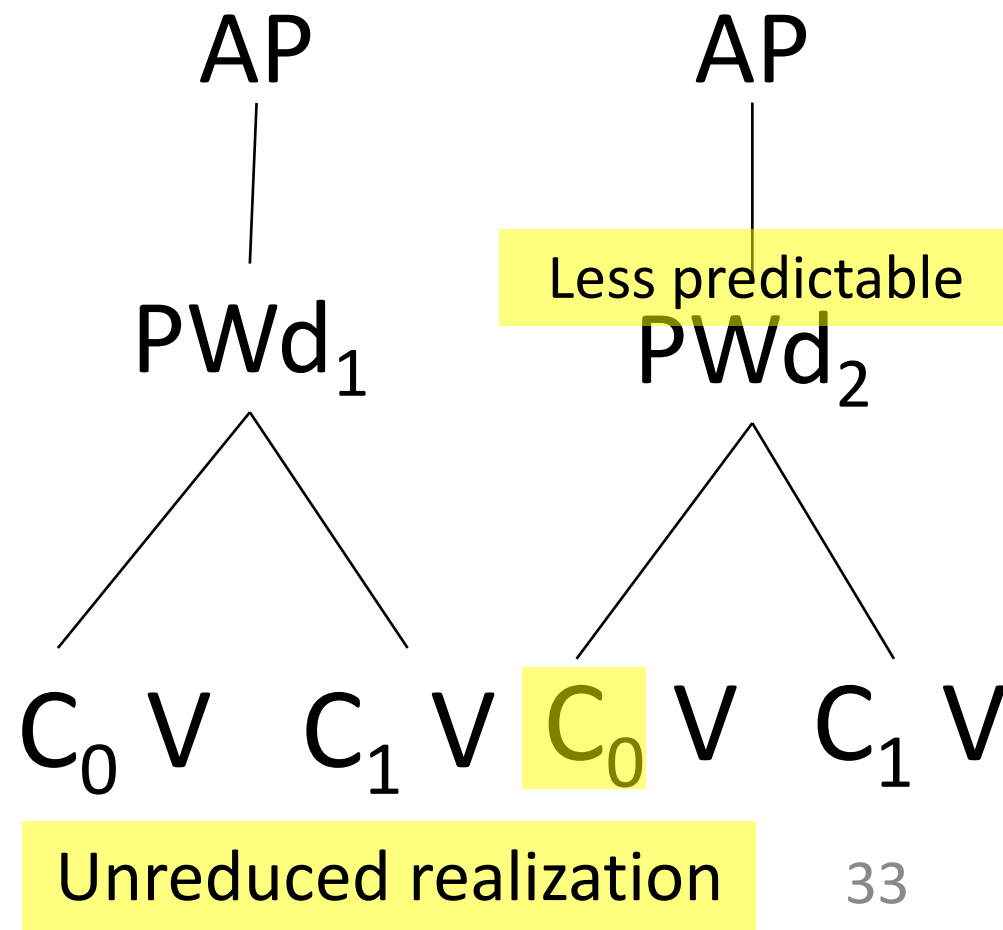 AP AP
Less predictable
PWd₁ PWd₂
C₀ V C₁ V C₀ V C₁ V
Unreduced realization
33